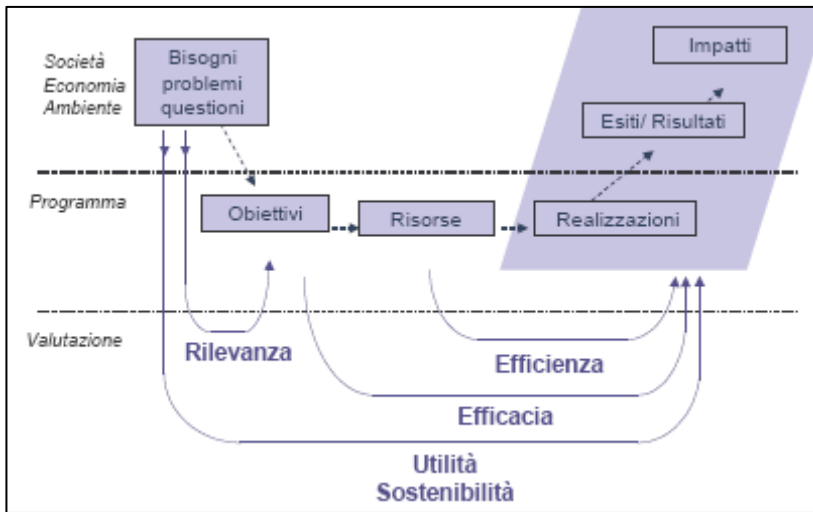 Società
Economia
Ambiente
Bisogni
problemi
questioni
Impatti
Esiti/ Risultati
Programma
Obiettivi
Risorse
Realizzazioni
Valutazione
Rilevanza
Efficienza
Efficacia
Utilità
Sostenibilità